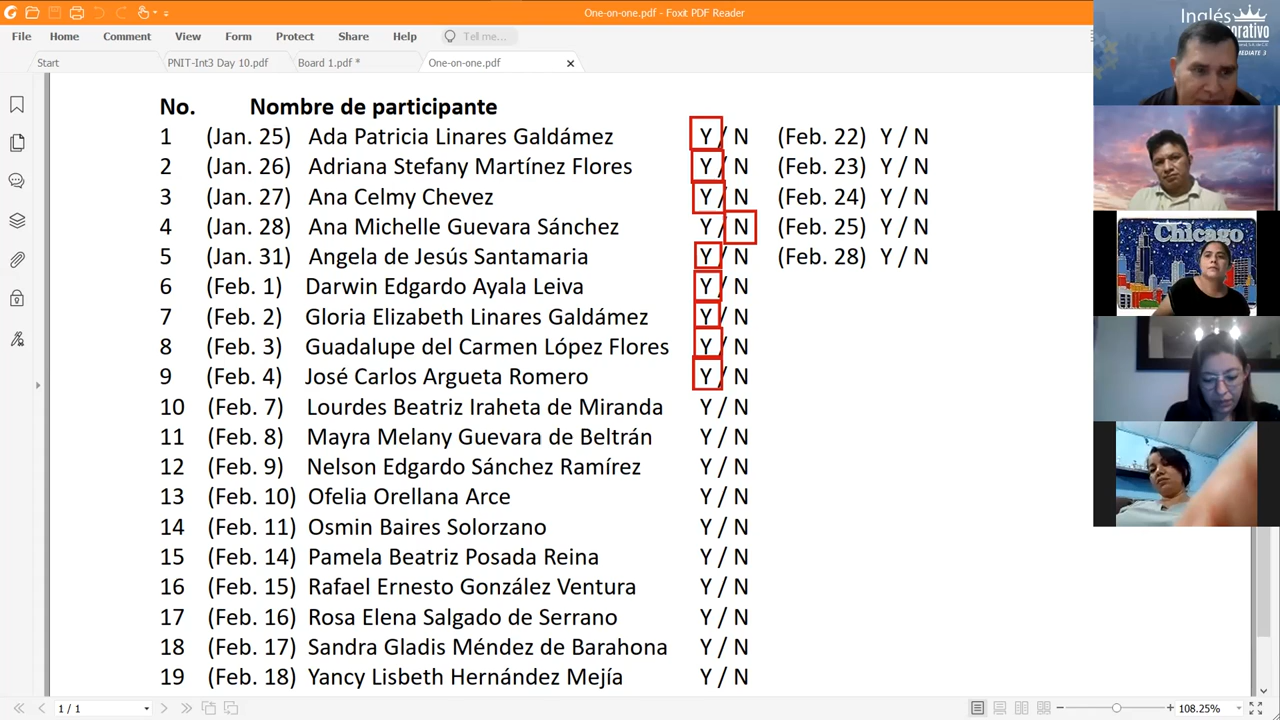 One-on-one.pdf - Foxit PDF Reader
File Home Comment View Form Protect Share Help Tell me...
Start PNIT-Int3 Day 10.pdf Board 1.pdf * One-on-one.pdf
No. Nombre de participante
1 (Jan. 25) Ada Patricia Linares Galdámez Y / N (Feb. 22) Y / N
2 (Jan. 26) Adriana Stefany Martínez Flores Y / N (Feb. 23) Y / N
3 (Jan. 27) Ana Celmy Chevez Y / N (Feb. 24) Y / N
4 (Jan. 28) Ana Michelle Guevara Sánchez Y / N (Feb. 25) Y / N
5 (Jan. 31) Angela de Jesús Santamaria Y / N (Feb. 28) Y / N
6 (Feb. 1) Darwin Edgardo Ayala Leiva Y / N
7 (Feb. 2) Gloria Elizabeth Linares Galdámez Y / N
8 (Feb. 3) Guadalupe del Carmen López Flores Y / N
9 (Feb. 4) José Carlos Argueta Romero Y / N
10 (Feb. 7) Lourdes Beatriz Iraheta de Miranda Y / N
11 (Feb. 8) Mayra Melany Guevara de Beltrán Y / N
12 (Feb. 9) Nelson Edgardo Sánchez Ramírez Y / N
13 (Feb. 10) Ofelia Orellana Arce Y / N
14 (Feb. 11) Osmin Baires Solorzano Y / N
15 (Feb. 14) Pamela Beatriz Posada Reina Y / N
16 (Feb. 15) Rafael Ernesto González Ventura Y / N
17 (Feb. 16) Rosa Elena Salgado de Serrano Y / N
18 (Feb. 17) Sandra Gladis Méndez de Barahona Y / N
19 (Feb. 18) Yancy Lisbeth Hernández Mejía Y / N
1 / 1 108.25%
Inglés
Chicago